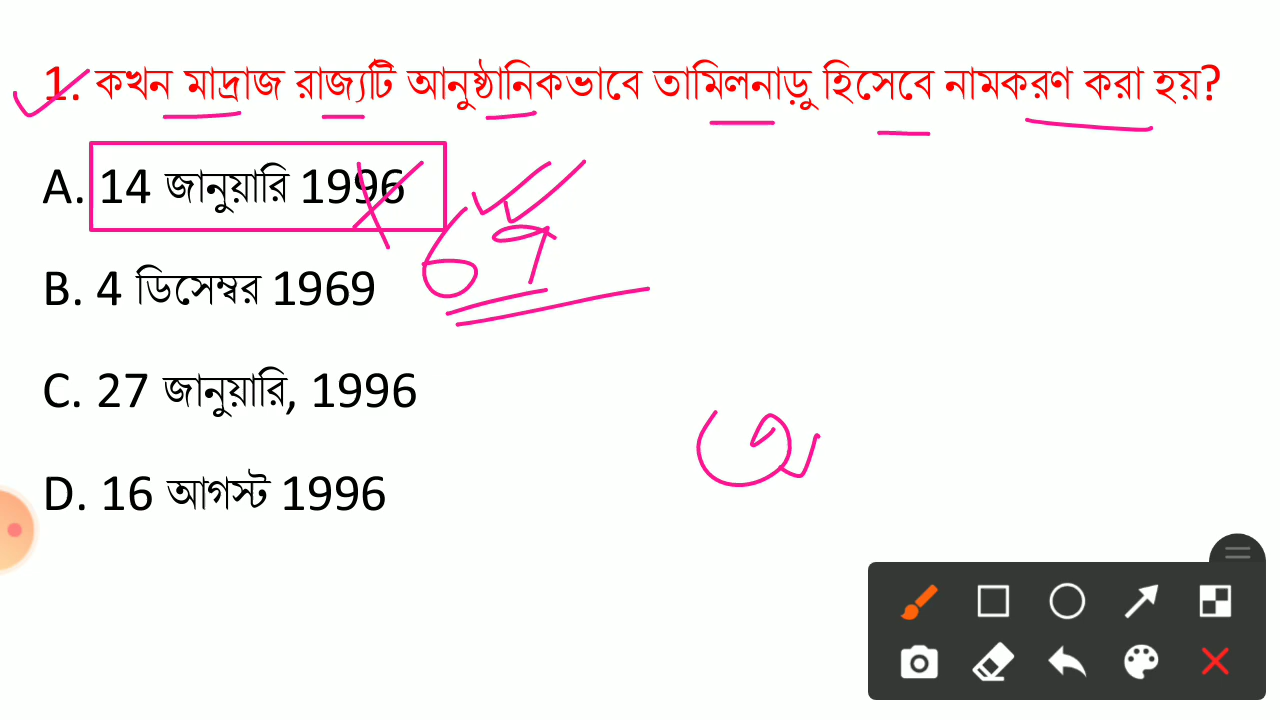 1. কখন মাদ্রাজ রাজ্যটি আনুষ্ঠানিকভাবে তামিলনাড়ু হিসেবে নামকরণ করা হয়?
A. 14 জানুয়ারি 1996
69
B. 4 ডিসেম্বর 1969
C. 27 জানুয়ারি, 1996
D. 16 আগস্ট 1996